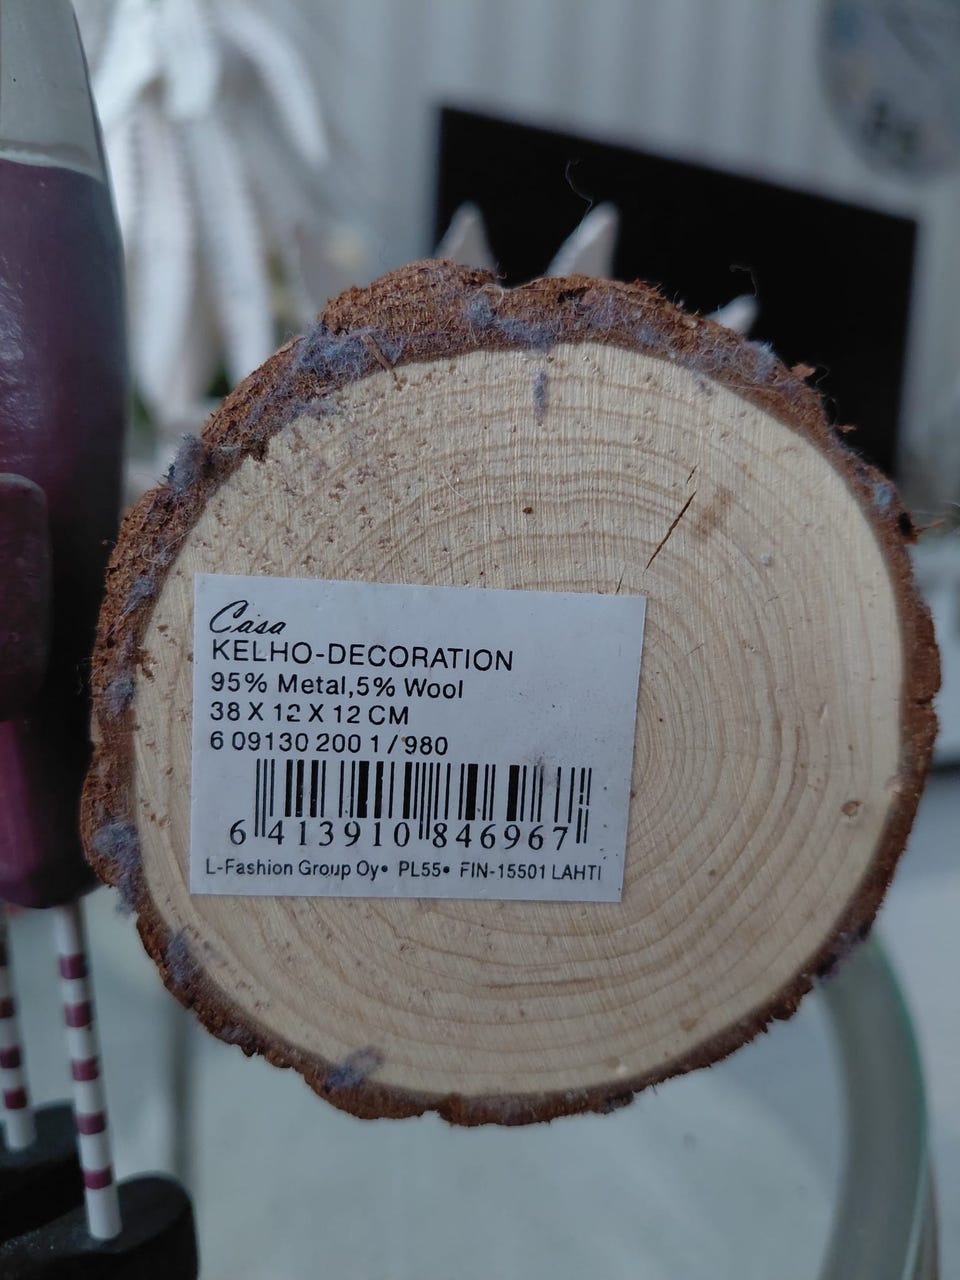 Casa
KELHO-DECORATION
95% Metal,5% Wool
38 X 12 X 12 CM
6 09130 200 1 / 980
6 413910 846967
L-Fashion Group Oy• PL55• FIN-15501 LAHTI